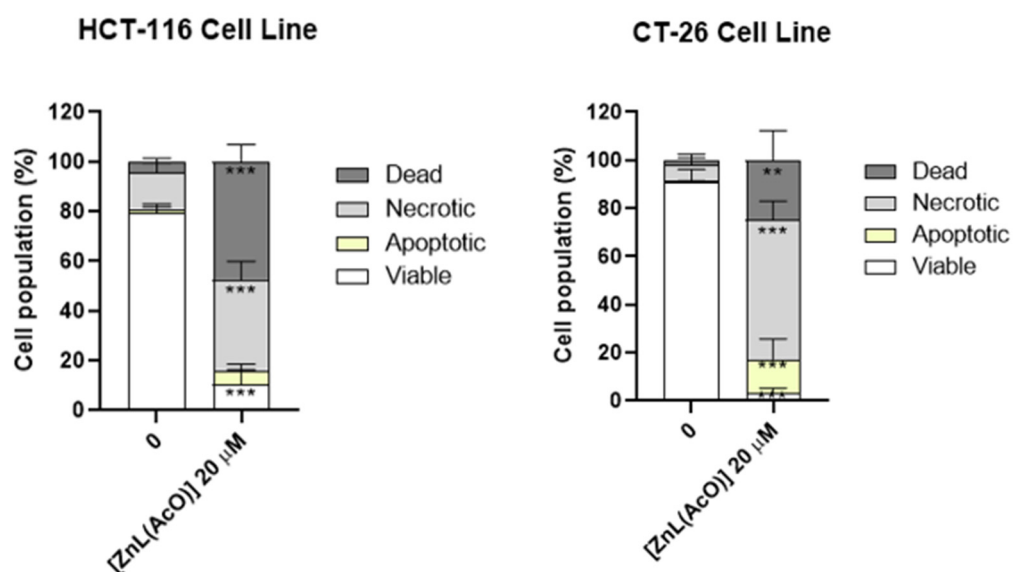 HCT-116 Cell Line
Cell population (%)
120
100
80
60
40
20
0
***
***
***
0
[ZnL(AcO)] 20 μM
Dead
Necrotic
Apoptotic
Viable
CT-26 Cell Line
Cell population (%)
120
100
80
60
40
20
0
**
***
***
***
0
[ZnL(AcO)] 20 μM
Dead
Necrotic
Apoptotic
Viable